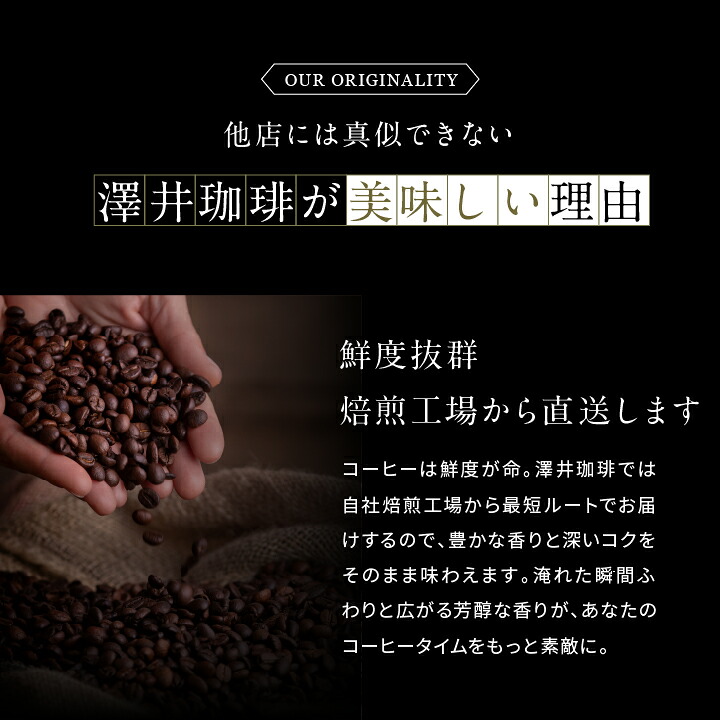 OUR ORIGINALITY
他店には真似できない
澤井珈琲が美味しい理由
鮮度抜群
焙煎工場から直送します
コーヒーは鮮度が命。澤井珈琲では
自社焙煎工場から最短ルートでお届
けするので、豊かな香りと深いコクを
そのまま味わえます。淹れた瞬間ふ
わりと広がる芳醇な香りが、あなたの
コーヒータイムをもっと素敵に。